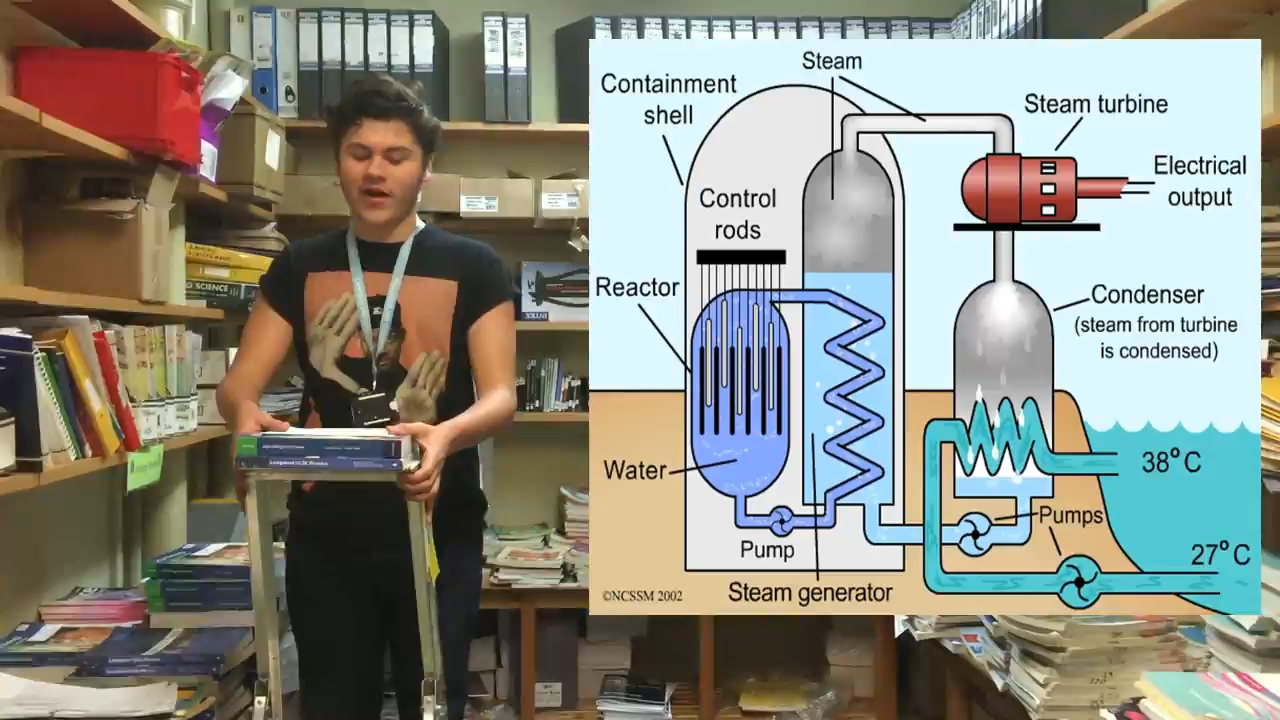 Steam
Containment
shell
Steam turbine
Electrical
output
Control
rods
Reactor
Condenser
(steam from turbine
is condensed)
Water
38°C
Pumps
Pump
27°C
Steam generator
©NCSSM 2002
SCIENCE